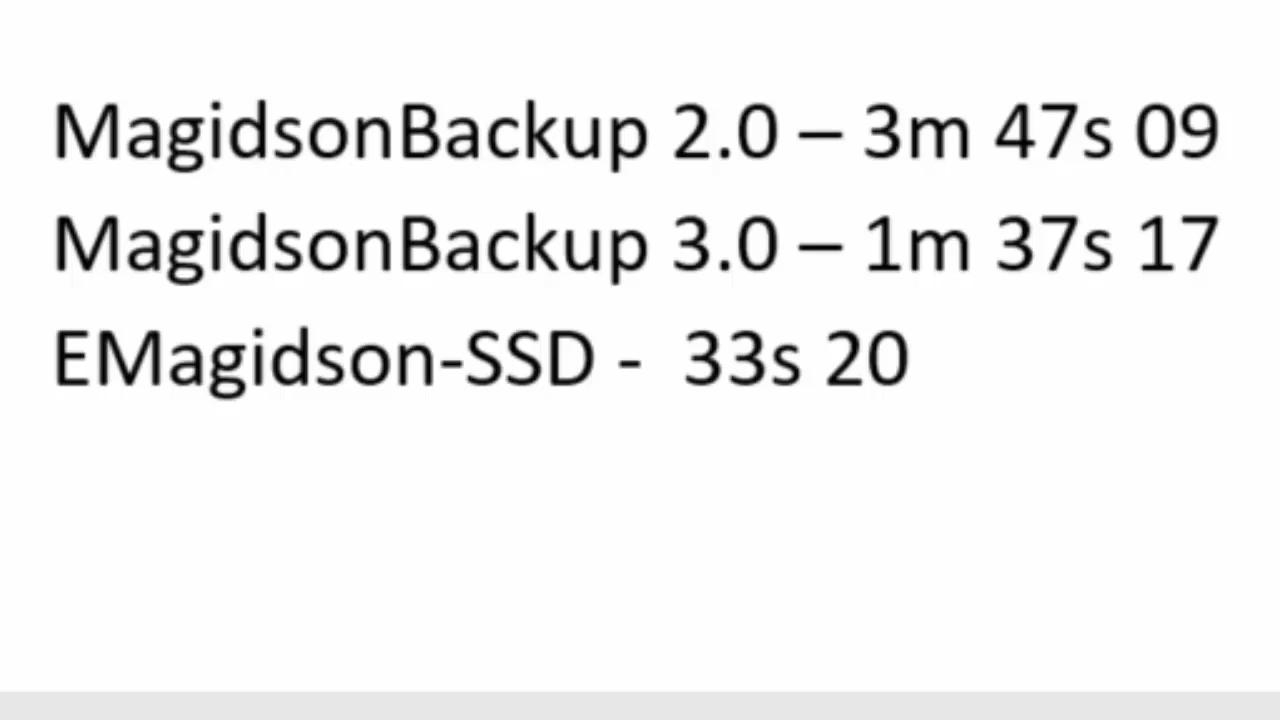 MagidsonBackup 2.0 – 3m 47s 09
MagidsonBackup 3.0 – 1m 37s 17
EMagidson-SSD -  33s 20